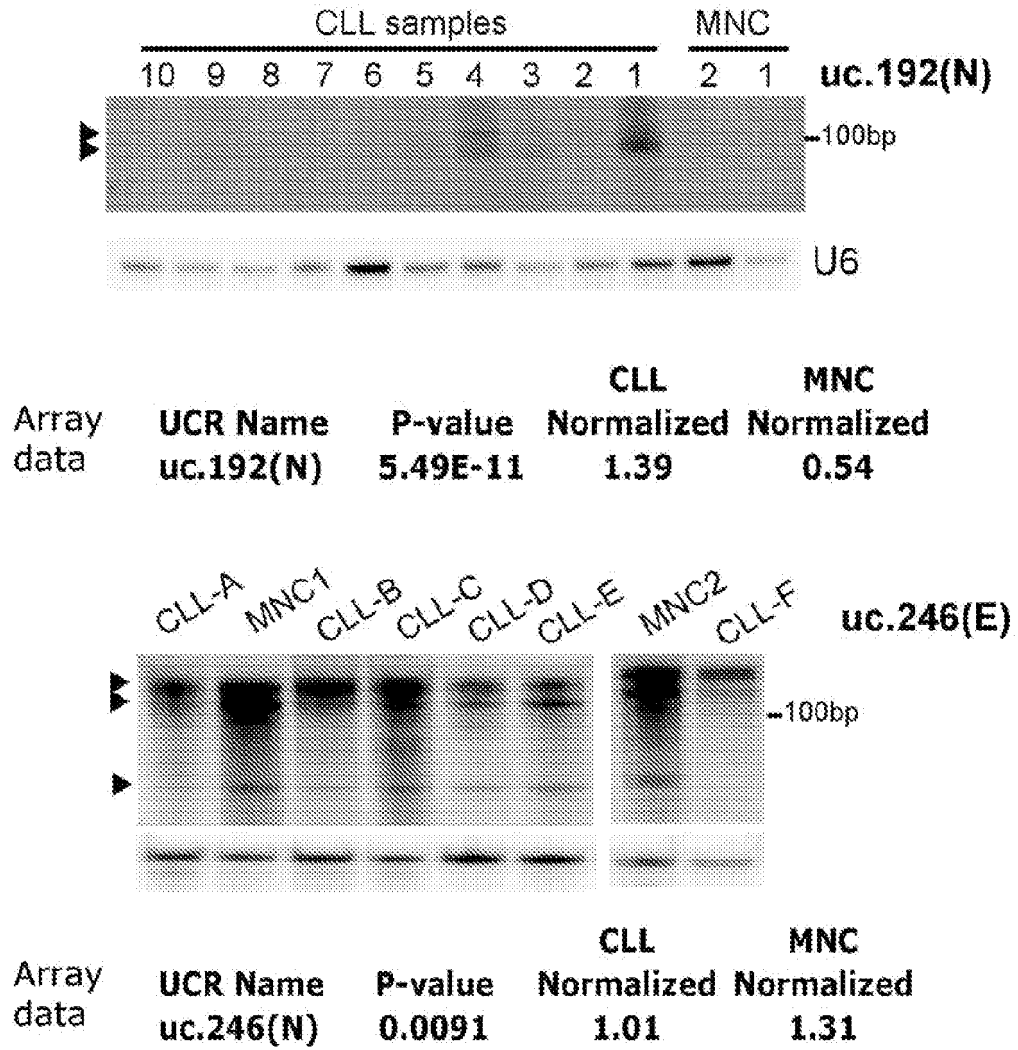 CLL samples MNC
10 9 8 7 6 5 4 3 2 1 2 1 uc.192(N)
100bp
U6
CLL MNC
Array UCR Name P-value Normalized Normalized
data uc.192(N) 5.49E-11 1.39 0.54
CLL-A MNC1 CLL-B CLL-C CLL-D CLL-E MNC2 CLL-F uc.246(E)
100bp
CLL MNC
Array UCR Name P-value Normalized Normalized
data uc.246(N) 0.0091 1.01 1.31